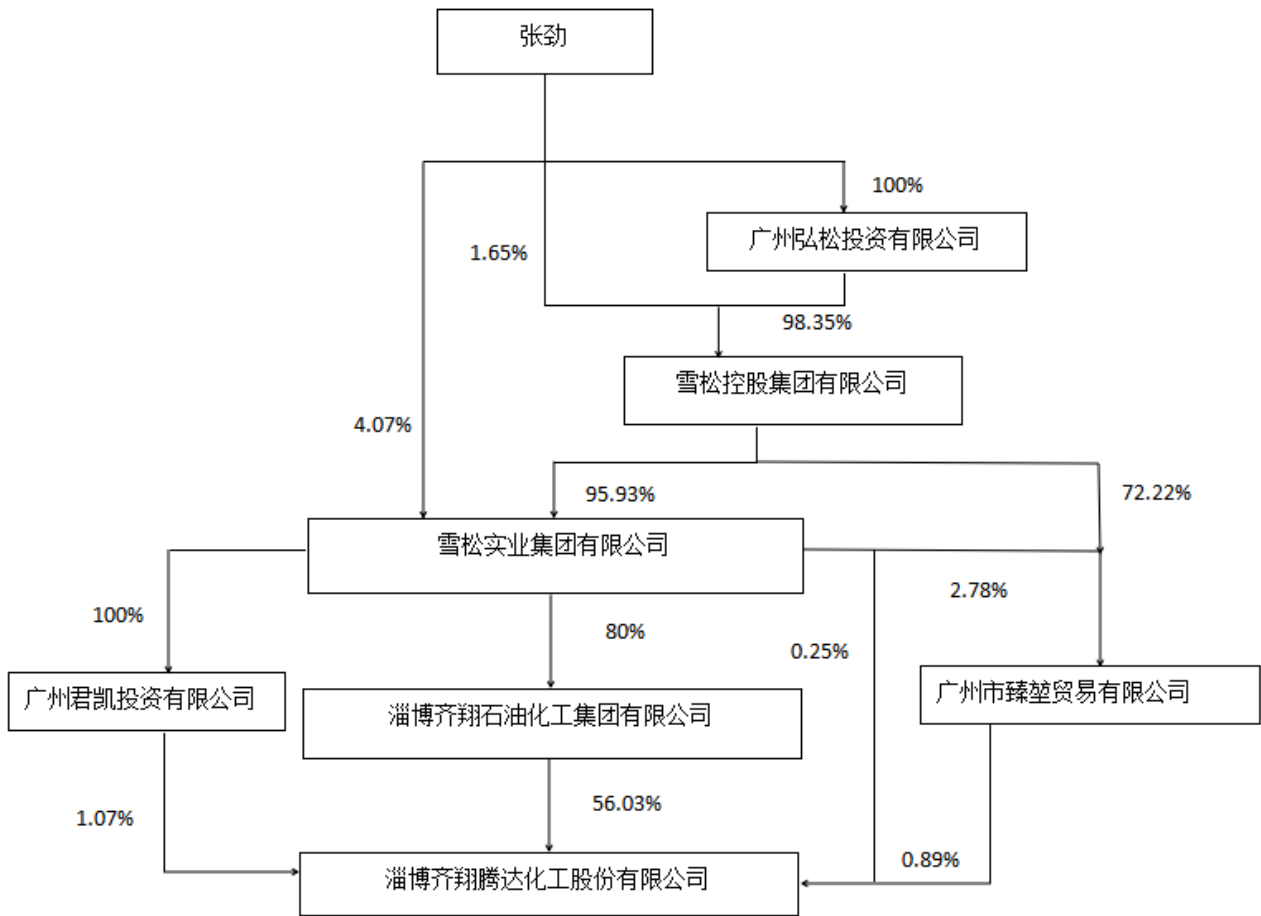 张劲
100%
广州弘松投资有限公司
1.65%
98.35%
雪松控股集团有限公司
4.07%
95.93%
72.22%
雪松实业集团有限公司
2.78%
100%
80%
0.25%
广州君凯投资有限公司
淄博齐翔石油化工集团有限公司
广州市臻堃贸易有限公司
1.07%
56.03%
0.89%
淄博齐翔腾达化工股份有限公司